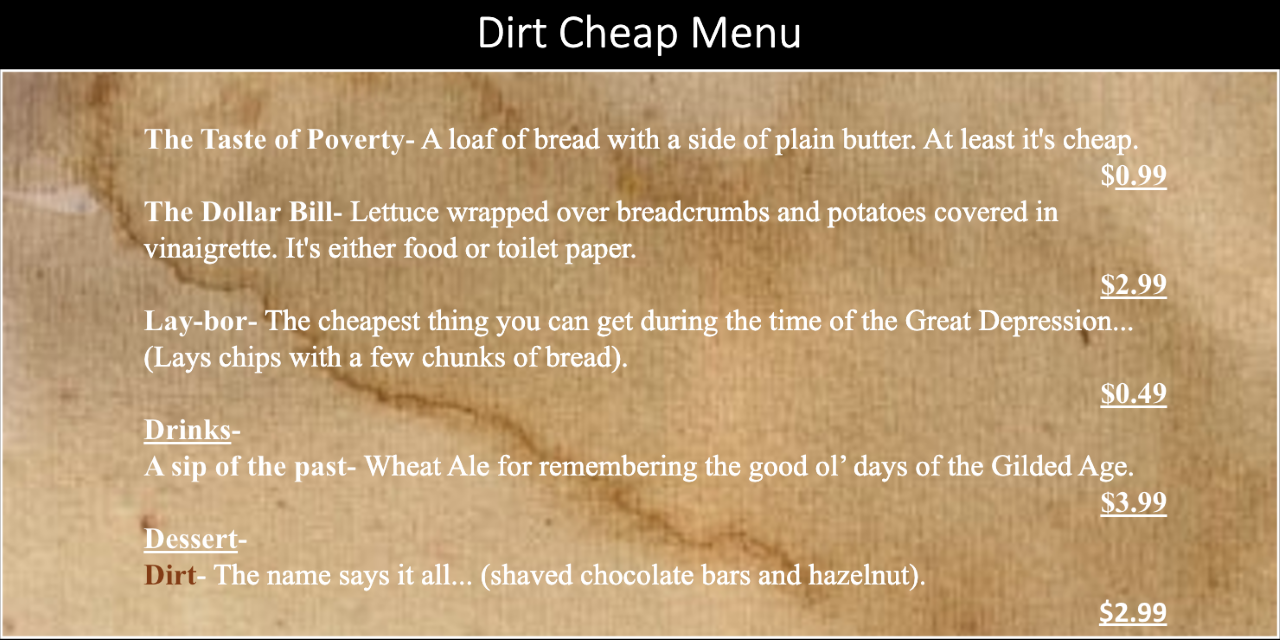 Dirt Cheap Menu
The Taste of Poverty- A loaf of bread with a side of plain butter. At least it's cheap.
$0.99
The Dollar Bill- Lettuce wrapped over breadcrumbs and potatoes covered in
vinaigrette. It's either food or toilet paper.
$2.99
Lay-bor- The cheapest thing you can get during the time of the Great Depression...
(Lays chips with a few chunks of bread).
$0.49
Drinks-
A sip of the past- Wheat Ale for remembering the good ol’ days of the Gilded Age.
$3.99
Dessert-
Dirt- The name says it all... (shaved chocolate bars and hazelnut).
$2.99